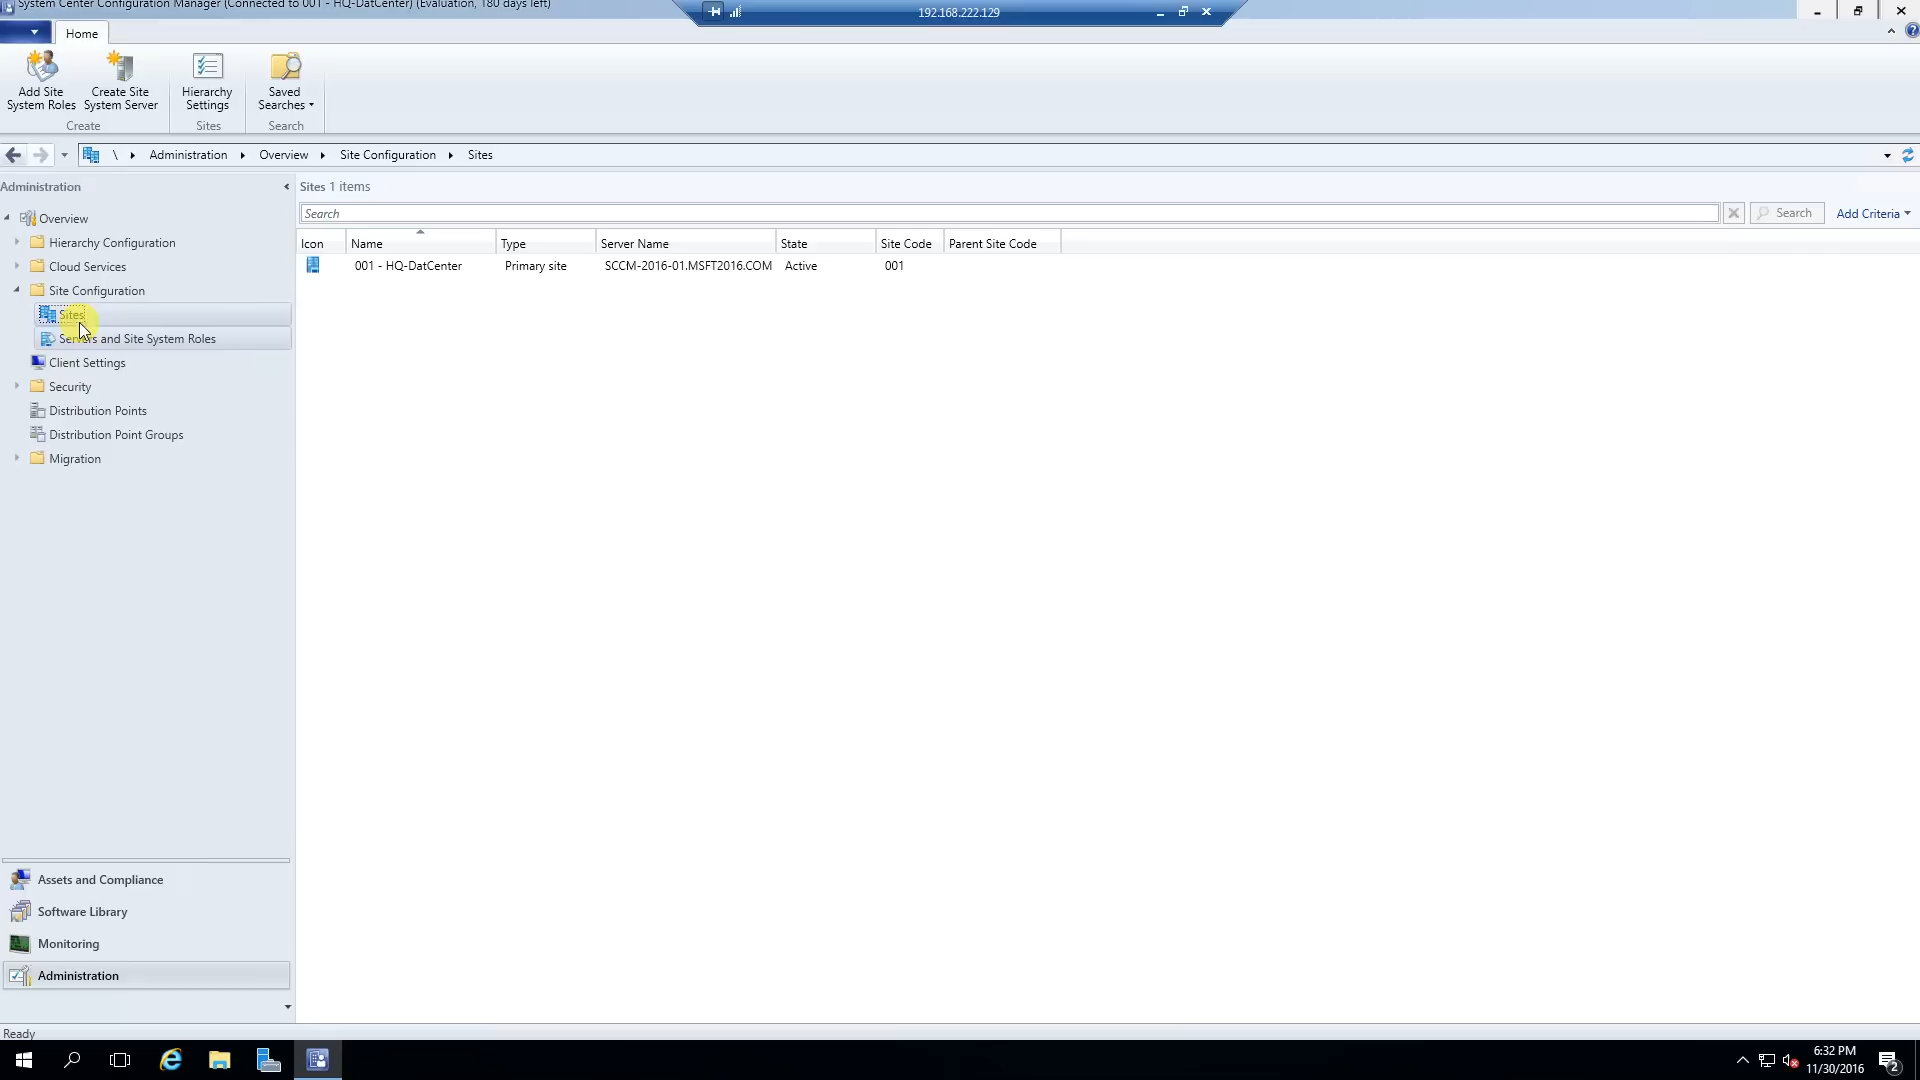 System Center Configuration Manager (Connected to 001 - HQ-DatCenter) (Evaluation, 180 days left)
192.168.222.129
Home
Add Site System Roles
Create Site System Server
Hierarchy Settings
Saved Searches
Create
Sites
Search
\ Administration Overview Site Configuration Sites
Administration
Sites 1 items
Search
Search
Add Criteria
Icon Name Type Server Name State Site Code Parent Site Code
001 - HQ-DatCenter Primary site SCCM-2016-01.MSFT2016.COM Active 001
Overview
Hierarchy Configuration
Cloud Services
Site Configuration
Sites
Servers and Site System Roles
Client Settings
Security
Distribution Points
Distribution Point Groups
Migration
Assets and Compliance
Software Library
Monitoring
Administration
Ready
6:32 PM
11/30/2016
2